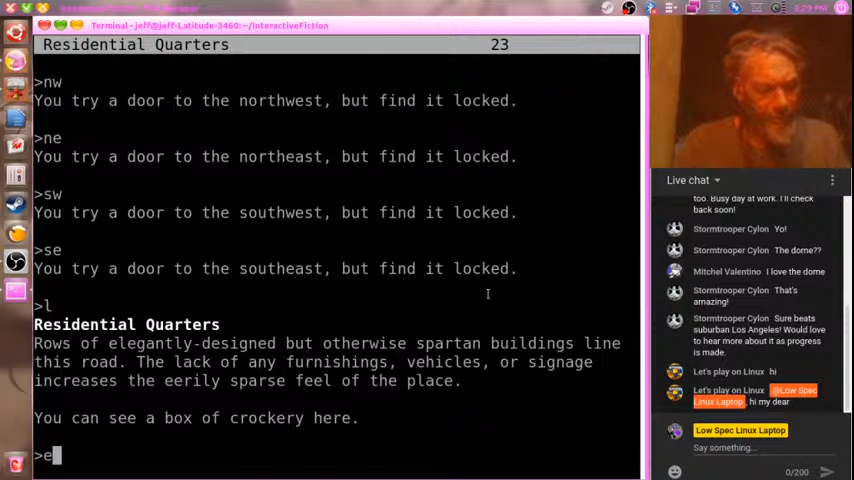 Terminal-jeff@jeff-Latitude-3460:~/InteractiveFiction
5:29 PM
Residential Quarters 23
>nw
You try a door to the northwest, but find it locked.
>ne
You try a door to the northeast, but find it locked.
>sw
You try a door to the southwest, but find it locked.
>se
You try a door to the southeast, but find it locked.
>l
Residential Quarters
Rows of elegantly-designed but otherwise spartan buildings line
this road. The lack of any furnishings, vehicles, or signage
increases the eerily sparse feel of the place.
You can see a box of crockery here.
>e
Live chat
too. Busy day at work. I'll check
back soon!
Stormtrooper Cylon Yo!
Stormtrooper Cylon The dome??
Mitchel Valentino I love the dome
Stormtrooper Cylon That's
amazing!
Stormtrooper Cylon Sure beats
suburban Los Angeles! Would love
to hear more about it as progress
is made.
Let's play on Linux hi
Let's play on Linux @Low Spec
Linux Laptop , hi my dear
Low Spec Linux Laptop
Say something...
0/200